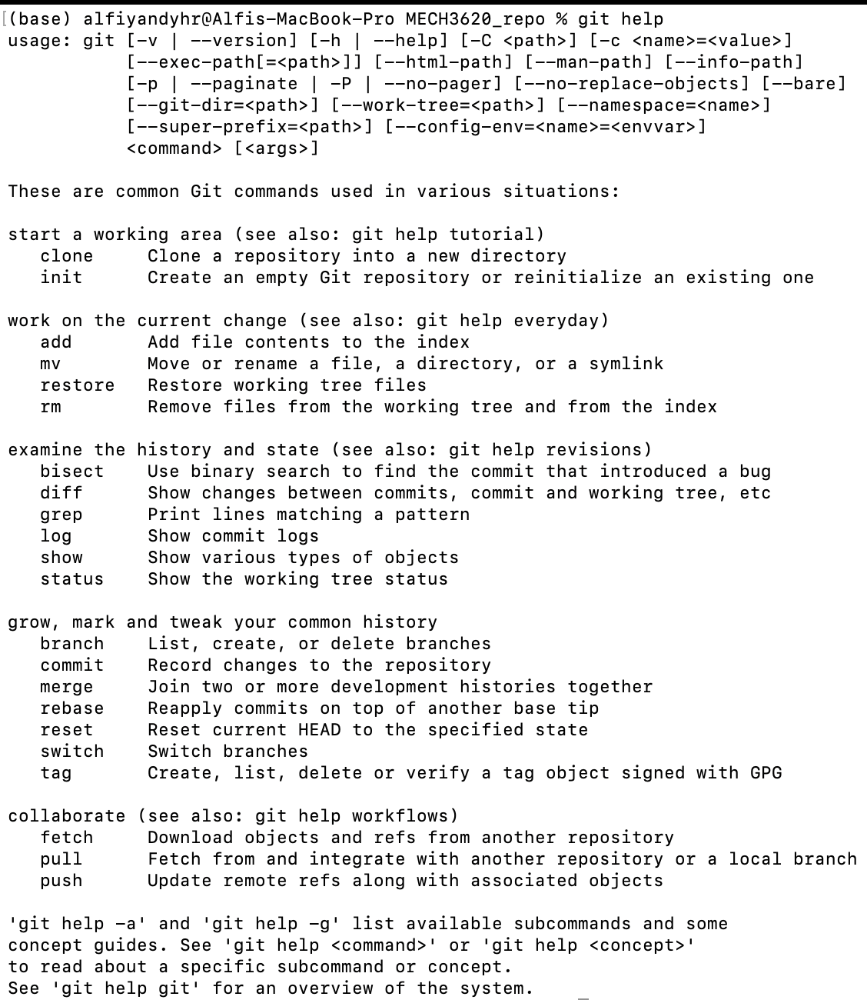 [(base) alfiyandyhr@Alfis-MacBook-Pro MECH3620_repo % git help
usage: git [-v | --version] [-h | --help] [-C <path>] [-c <name>=<value>]
           [--exec-path[=<path>]] [--html-path] [--man-path] [--info-path]
           [-p | --paginate | -P | --no-pager] [--no-replace-objects] [--bare]
           [--git-dir=<path>] [--work-tree=<path>] [--namespace=<name>]
           [--super-prefix=<path>] [--config-env=<name>=<envvar>]
           <command> [<args>]

These are common Git commands used in various situations:

start a working area (see also: git help tutorial)
   clone     Clone a repository into a new directory
   init      Create an empty Git repository or reinitialize an existing one

work on the current change (see also: git help everyday)
   add       Add file contents to the index
   mv        Move or rename a file, a directory, or a symlink
   restore   Restore working tree files
   rm        Remove files from the working tree and from the index

examine the history and state (see also: git help revisions)
   bisect    Use binary search to find the commit that introduced a bug
   diff      Show changes between commits, commit and working tree, etc
   grep      Print lines matching a pattern
   log       Show commit logs
   show      Show various types of objects
   status    Show the working tree status

grow, mark and tweak your common history
   branch    List, create, or delete branches
   commit    Record changes to the repository
   merge     Join two or more development histories together
   rebase    Reapply commits on top of another base tip
   reset     Reset current HEAD to the specified state
   switch    Switch branches
   tag       Create, list, delete or verify a tag object signed with GPG

collaborate (see also: git help workflows)
   fetch     Download objects and refs from another repository
   pull      Fetch from and integrate with another repository or a local branch
   push      Update remote refs along with associated objects

'git help -a' and 'git help -g' list available subcommands and some
concept guides. See 'git help <command>' or 'git help <concept>'
to read about a specific subcommand or concept.
See 'git help git' for an overview of the system.